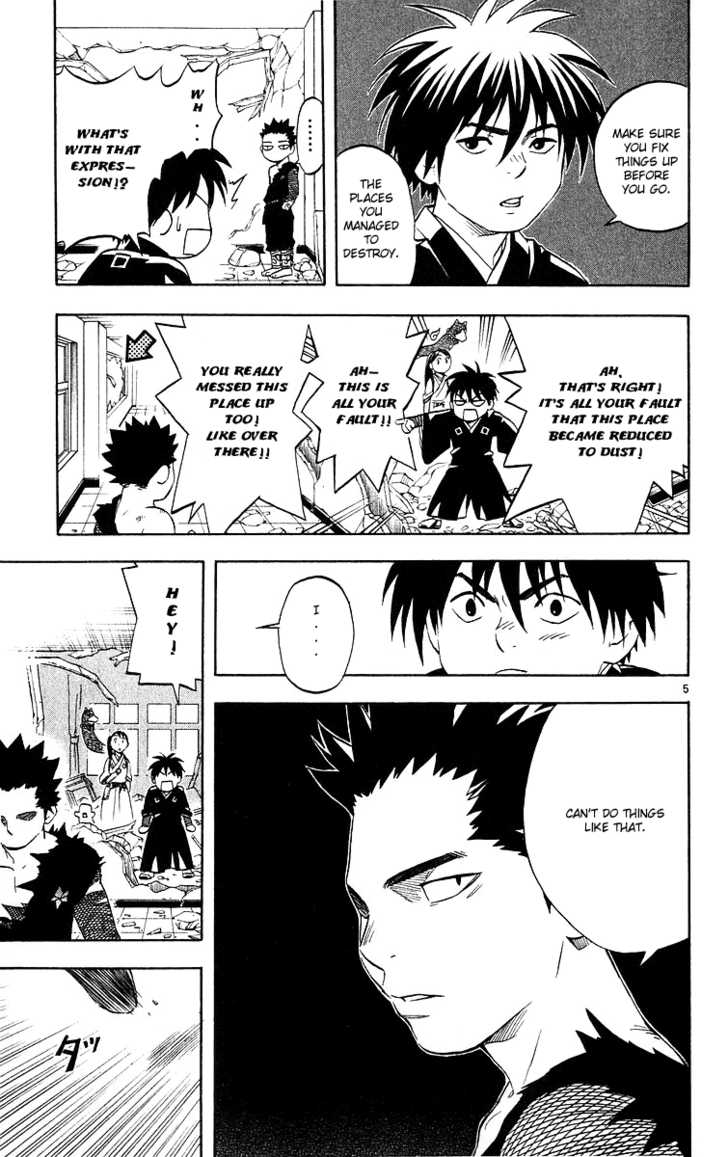 MAKE SURE
YOU FIX
THINGS UP
BEFORE
YOU GO.
THE
PLACES
YOU
MANAGED
TO
DESTROY.
......
WH...
WHAT'S
WITH THAT
EXPRES-
SION!?
AH,
THAT'S RIGHT!
IT'S ALL YOUR FAULT
THAT THIS PLACE
BECAME REDUCED
TO DUST!
AH-
THIS IS
ALL YOUR
FAULT!!
YOU REALLY
MESSED THIS
PLACE UP
TOO!
LIKE OVER
THERE!!
I...
5
CAN'T DO THINGS
LIKE THAT.
HEY!
ダッ